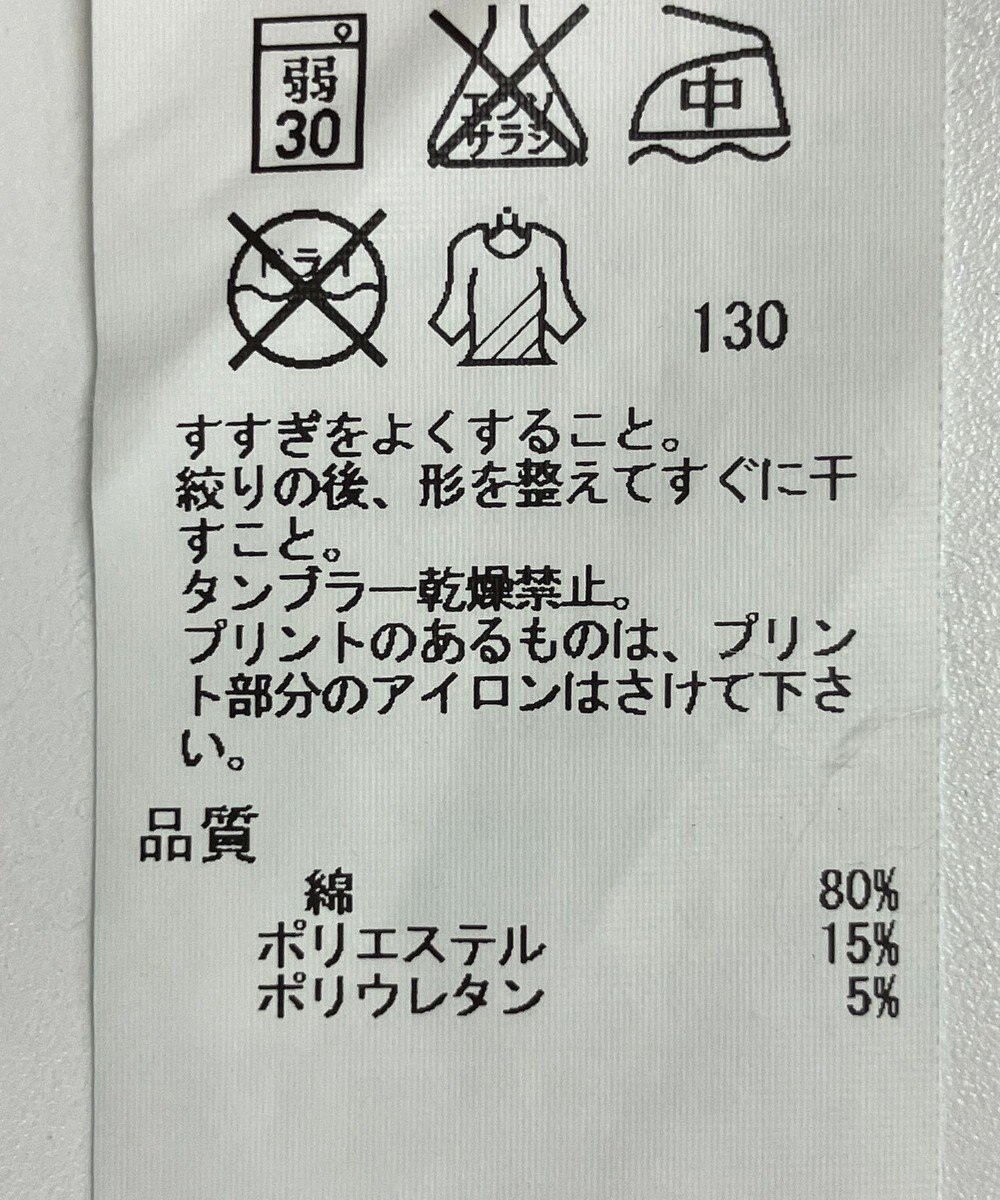 弱
30
エンソ
サラシ
中
ドライ
130
すすぎをよくすること。
絞りの後、形を整えてすぐに干
すこと。
タンブラー乾燥禁止。
プリントのあるものは、プリン
ト部分のアイロンはさけて下さ
い。
品質
綿 80%
ポリエステル 15%
ポリウレタン 5%